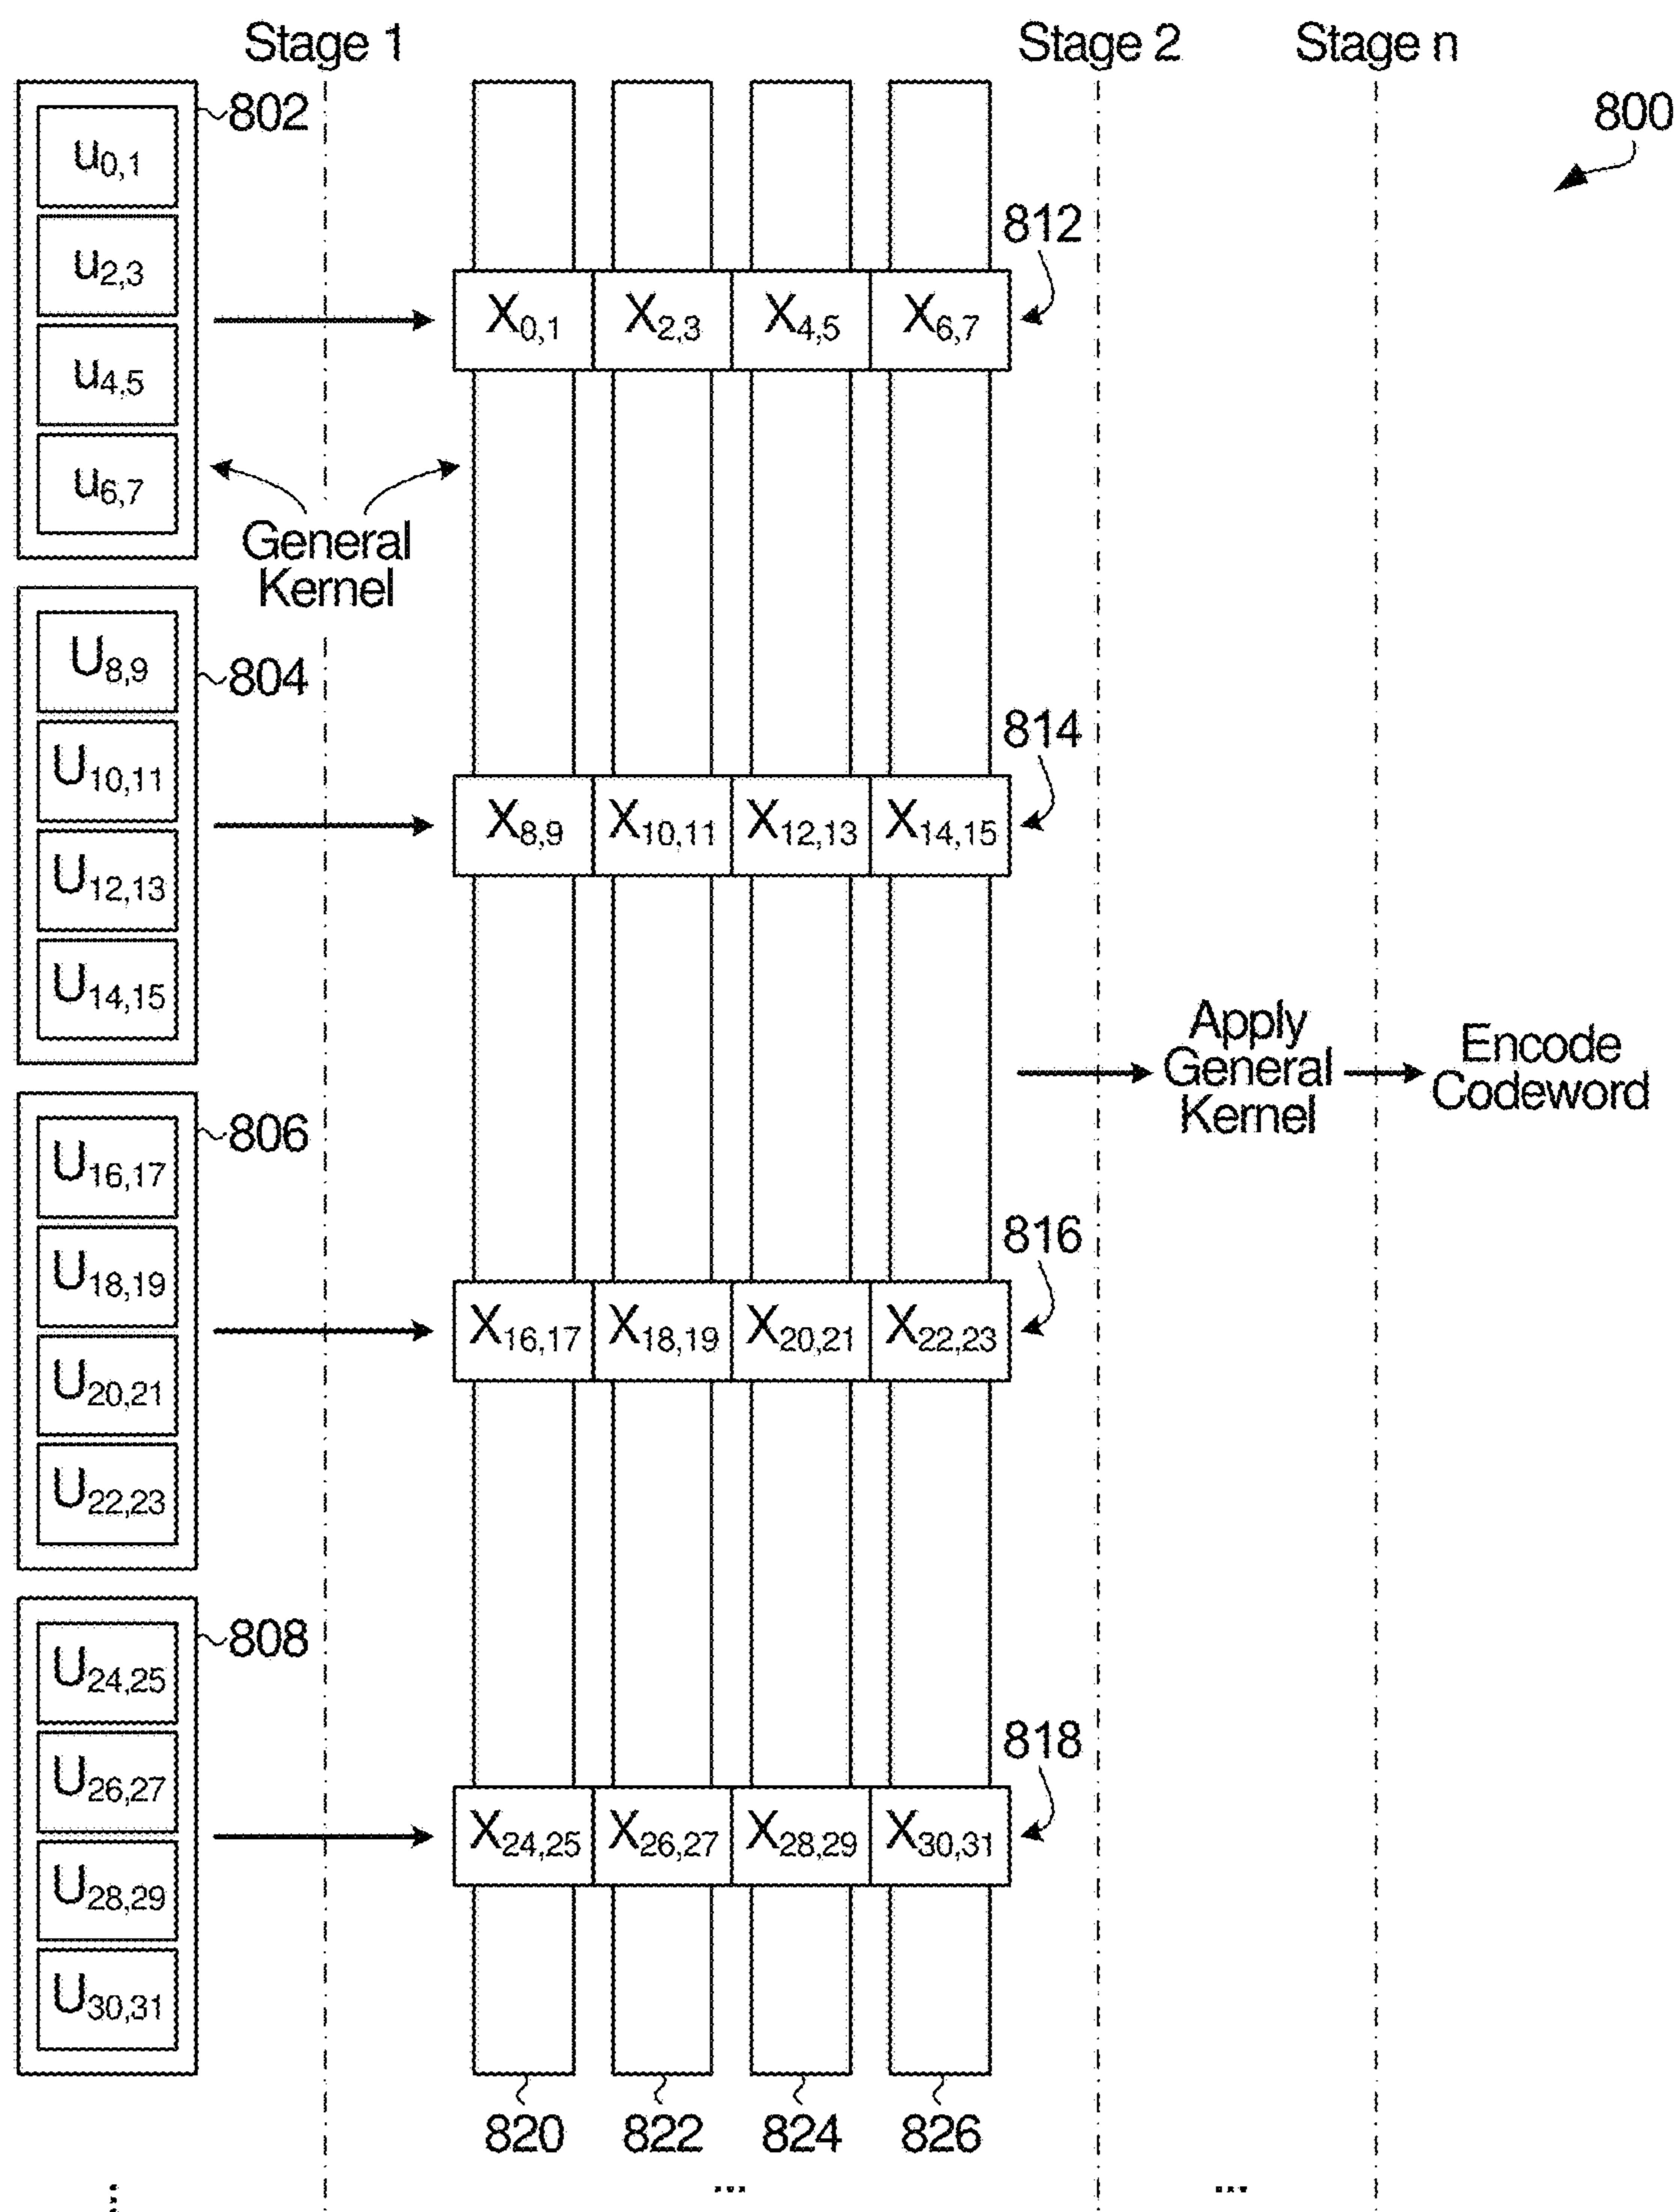 Stage 1
Stage 2
Stage n
800
802
u0,1
u2,3
u4,5
u6,7
General
Kernel
812
X0,1 X2,3 X4,5 X6,7
804
U8,9
U10,11
U12,13
U14,15
814
X8,9 X10,11 X12,13 X14,15
Apply
General
Kernel
Encode
Codeword
806
U16,17
U18,19
U20,21
U22,23
816
X16,17 X18,19 X20,21 X22,23
808
U24,25
U26,27
U28,29
U30,31
818
X24,25 X26,27 X28,29 X30,31
820 822 824 826
... ... ...